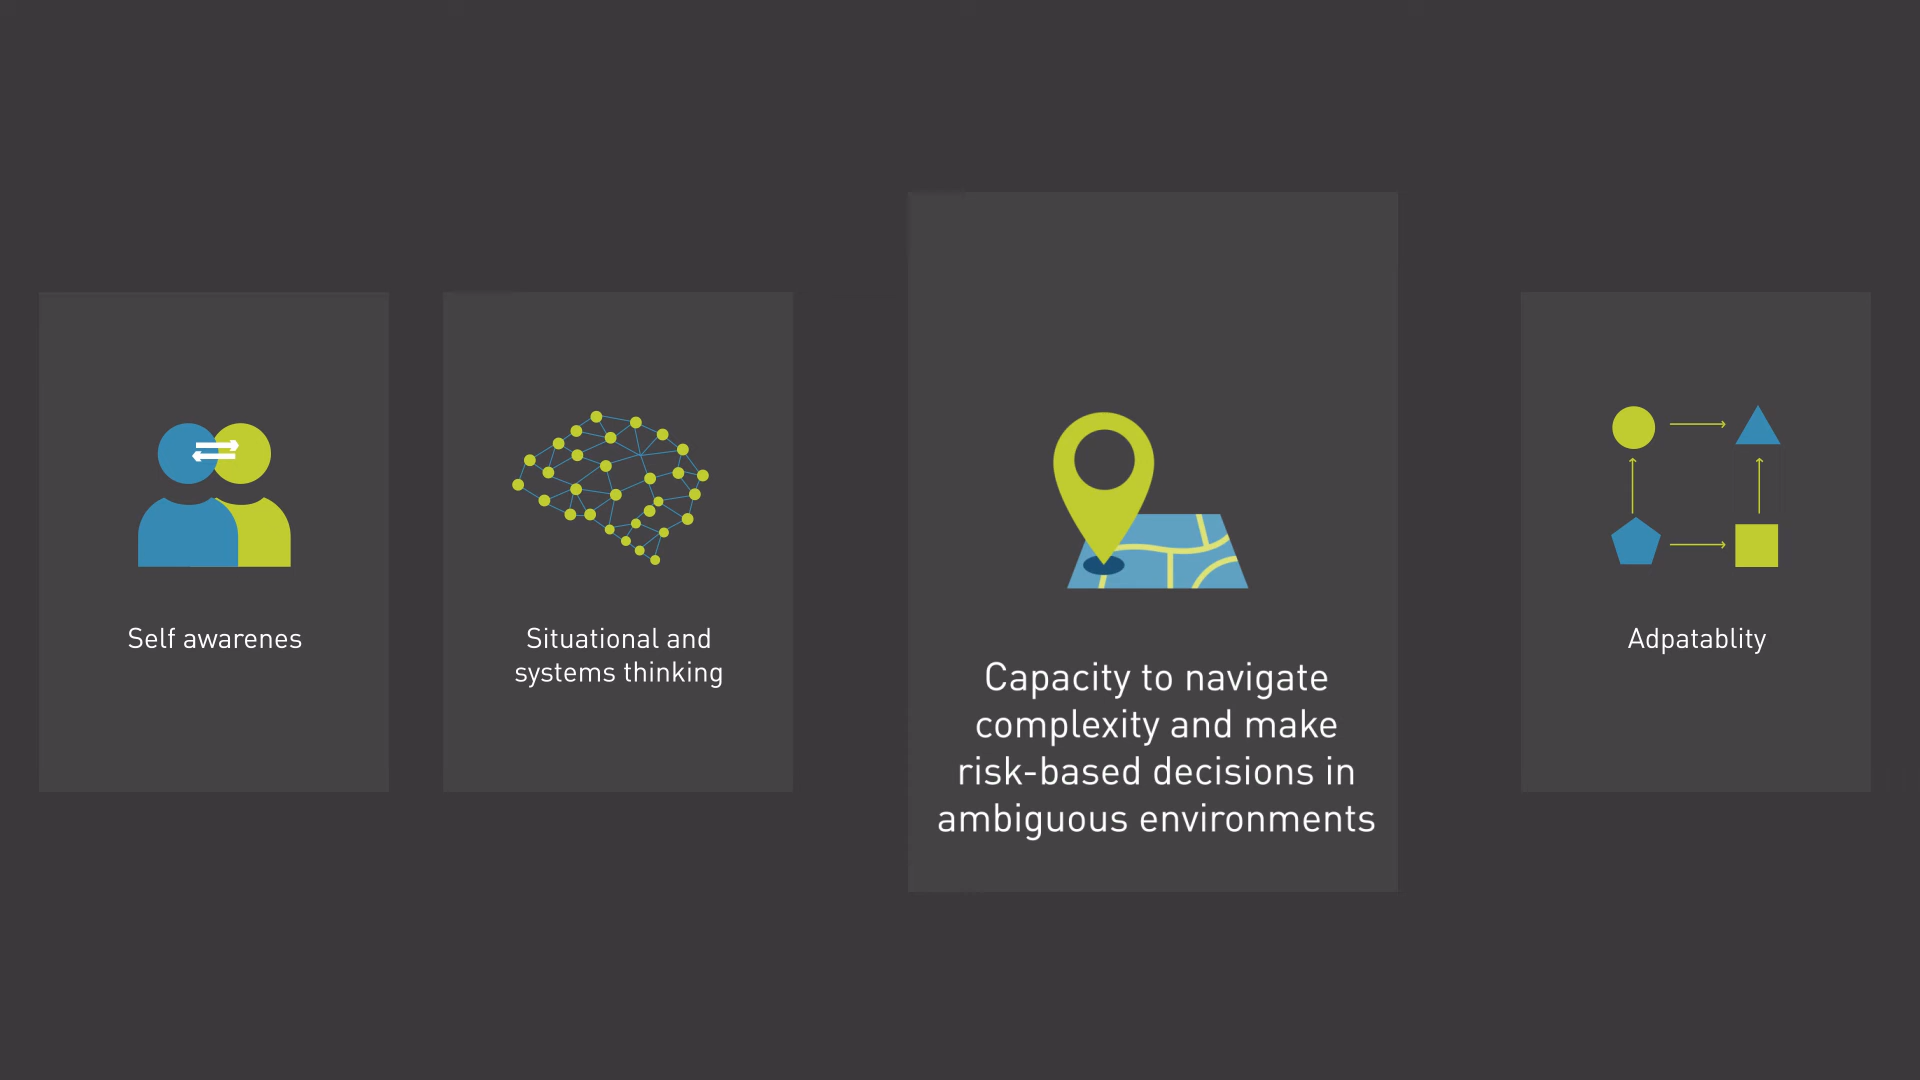 Self awarenes
Situational and
systems thinking
Capacity to navigate
complexity and make
risk-based decisions in
ambiguous environments
Adpatablity